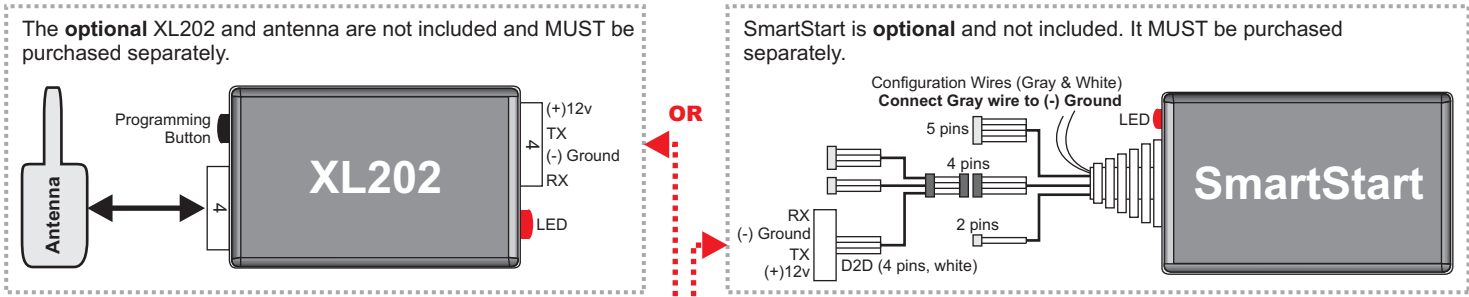 The optional XL202 and antenna are not included and MUST be
purchased separately.
Antenna
Programming
Button
4
XL202
4
(+)12v
TX
(-) Ground
RX
LED
OR
SmartStart is optional and not included. It MUST be purchased
separately.
Configuration Wires (Gray & White)
Connect Gray wire to (-) Ground
LED
5 pins
4 pins
2 pins
RX
(-) Ground
TX
(+)12v
D2D (4 pins, white)
SmartStart